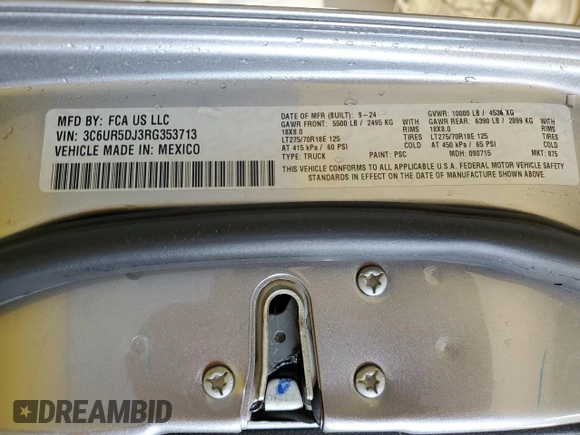 MFD BY: FCA US LLC
VIN: 3C6UR5DJ3RG353713
VEHICLE MADE IN: MEXICO
DATE OF MFR (BUILT): 9-24 GVWR: 10000 LB / 4536 KG
GAWR FRONT: 5500 LB / 2495 KG WITH GAWR REAR: 6390 LB / 2899 KG WITH
18X8.0 RIMS 18X8.0 RIMS
LT275/70R18E 125 TIRES LT275/70R18E 125 TIRES
AT 415 kPa / 60 PSI COLD AT 450 kPa / 65 PSI COLD
TYPE: TRUCK PAINT: PSC MDH: 090715 MKT: 875
THIS VEHICLE CONFORMS TO ALL APPLICABLE U.S.A. FEDERAL MOTOR VEHICLE SAFETY
STANDARDS IN EFFECT ON THE DATE OF MANUFACTURE SHOWN ABOVE.
DREAMBID